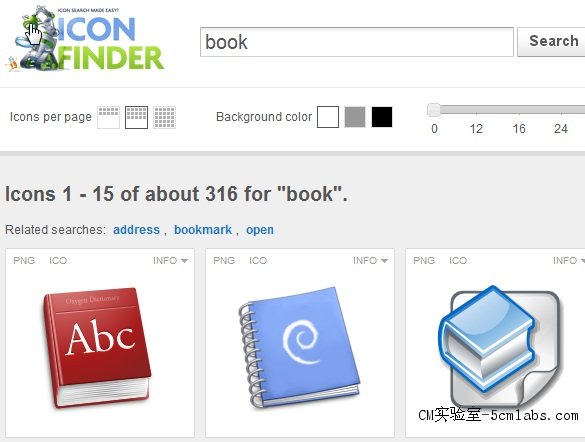 ICON SEARCH MADE EASY!
ICON
FINDER
book
Search
Icons per page
Background color
0 12 16 24
Icons 1 - 15 of about 316 for "book".
Related searches: address , bookmark , open
PNG ICO INFO
PNG ICO INFO
PNG ICO INFO
Oxygen Dictionary
Abc
CM实验室-5cmlabs.com